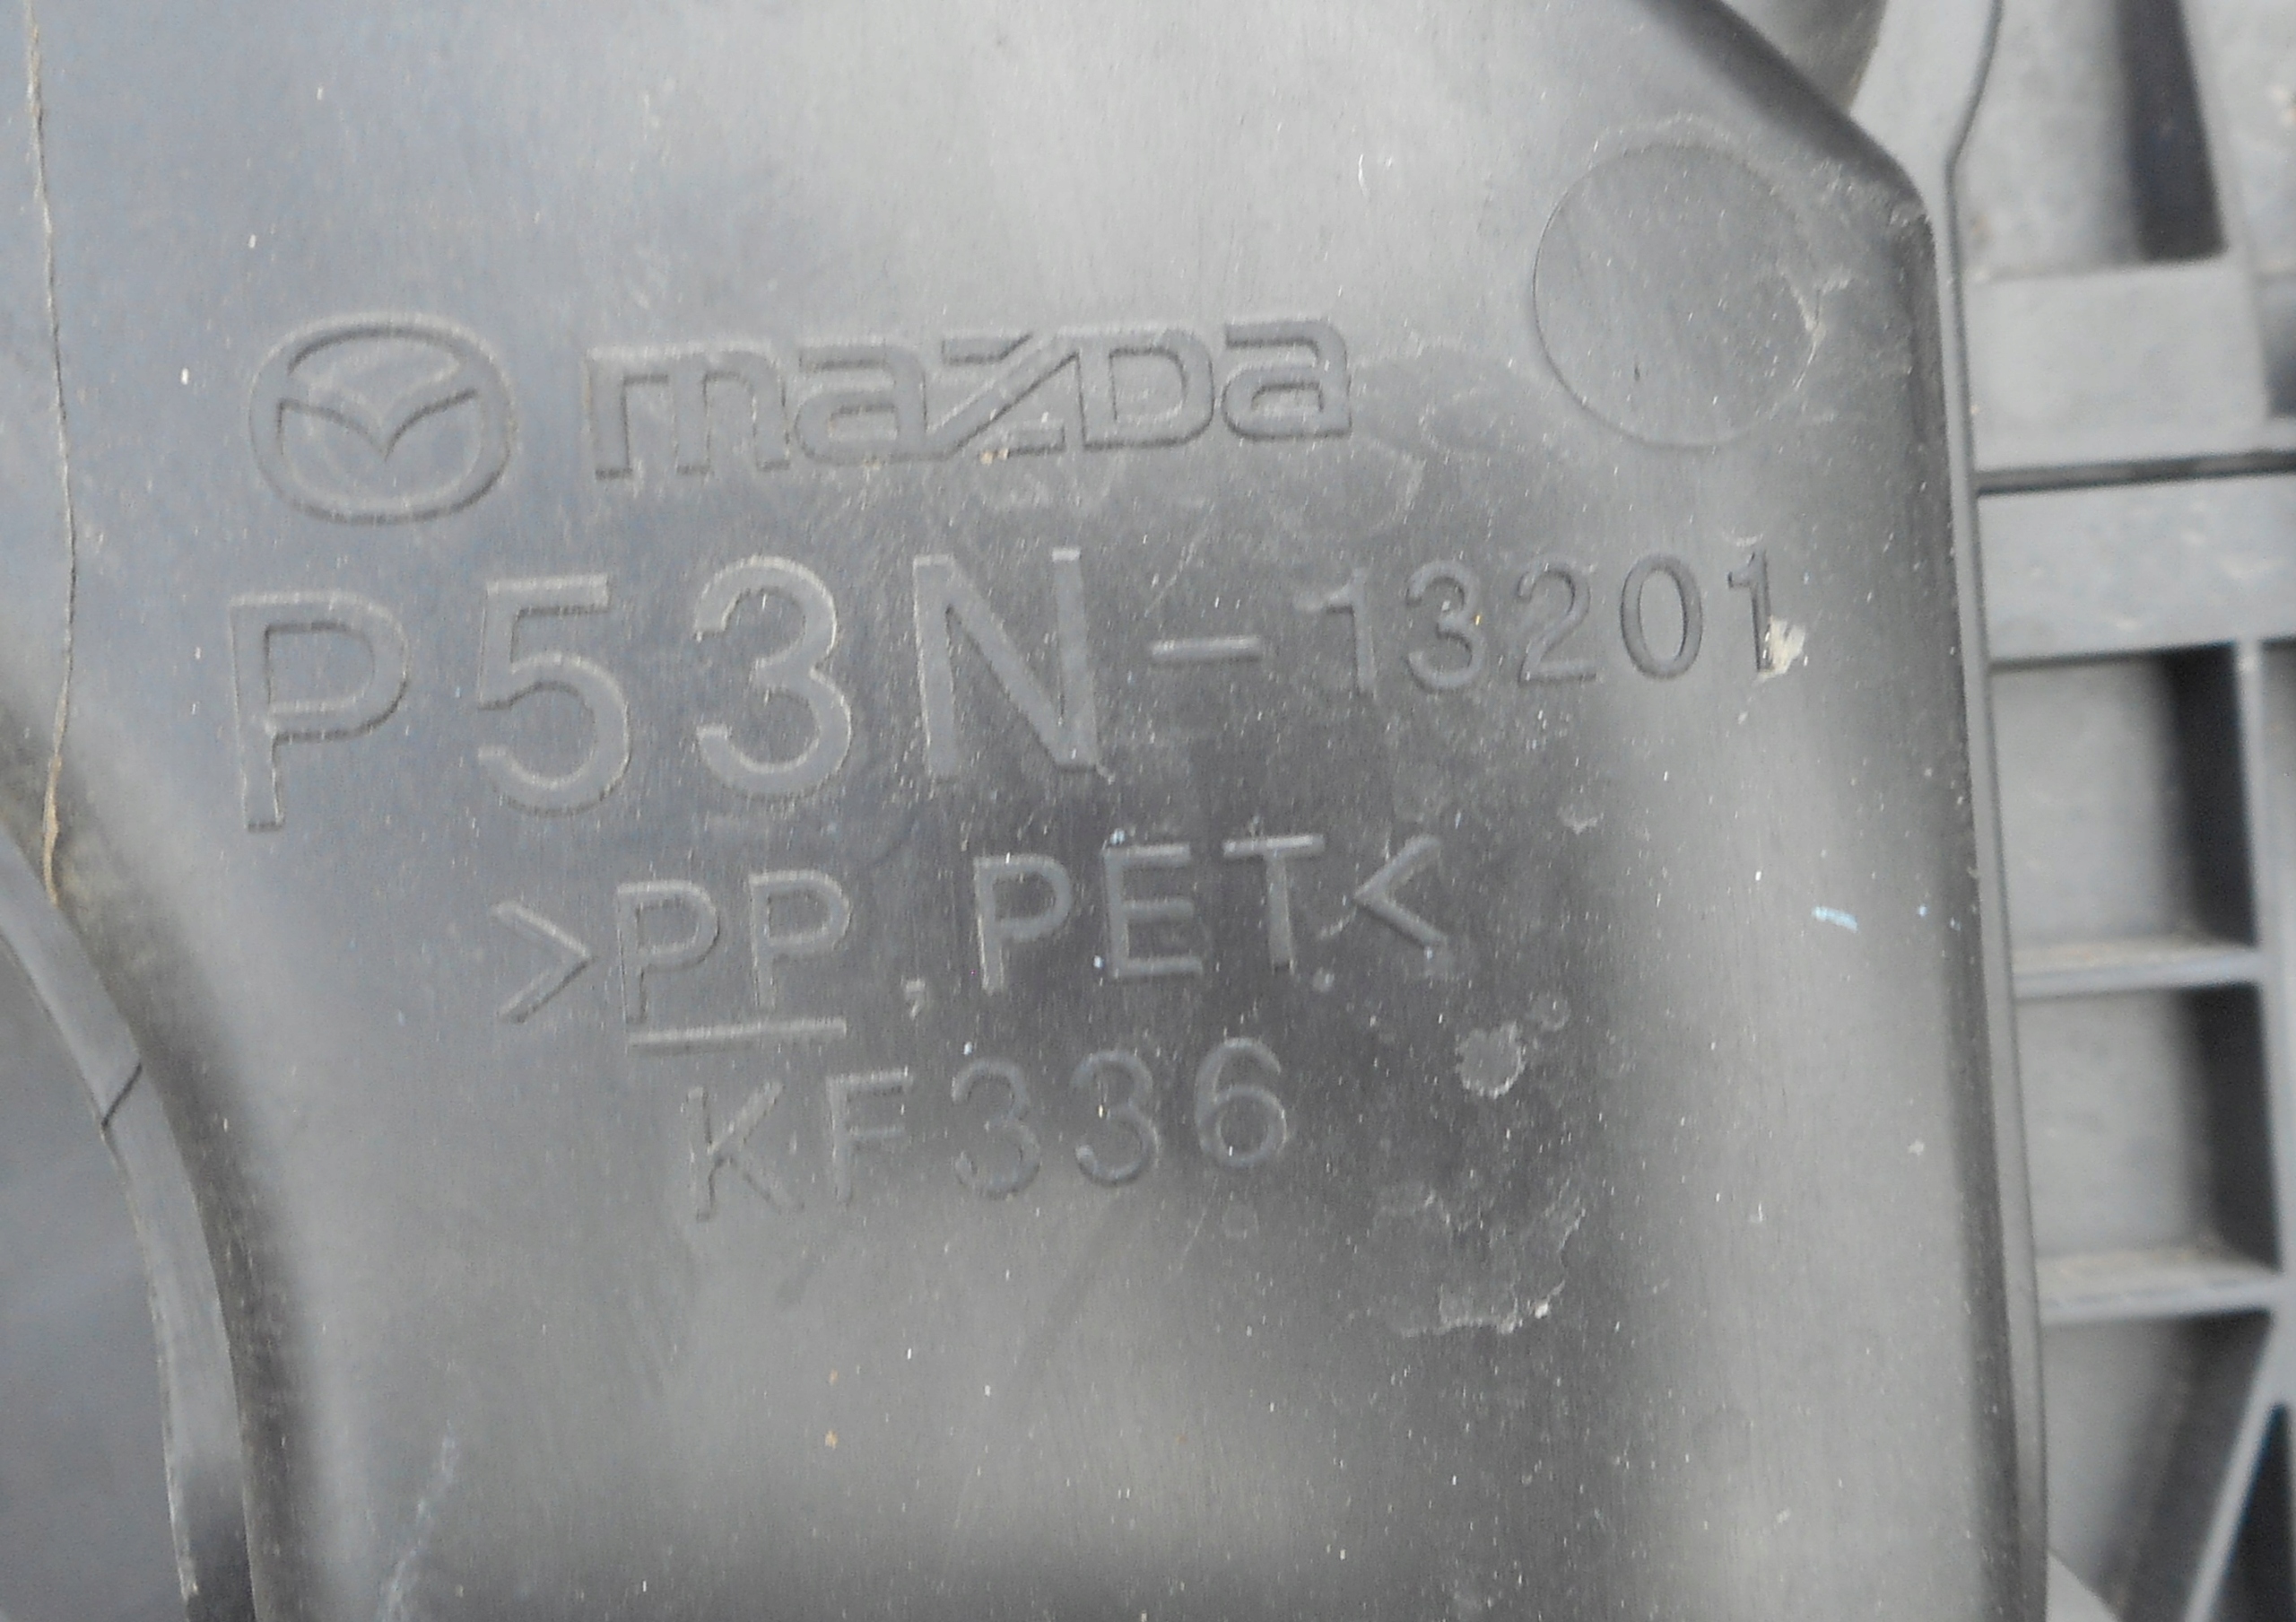 mazda
P53N-13201
>PP,PET<
KF336